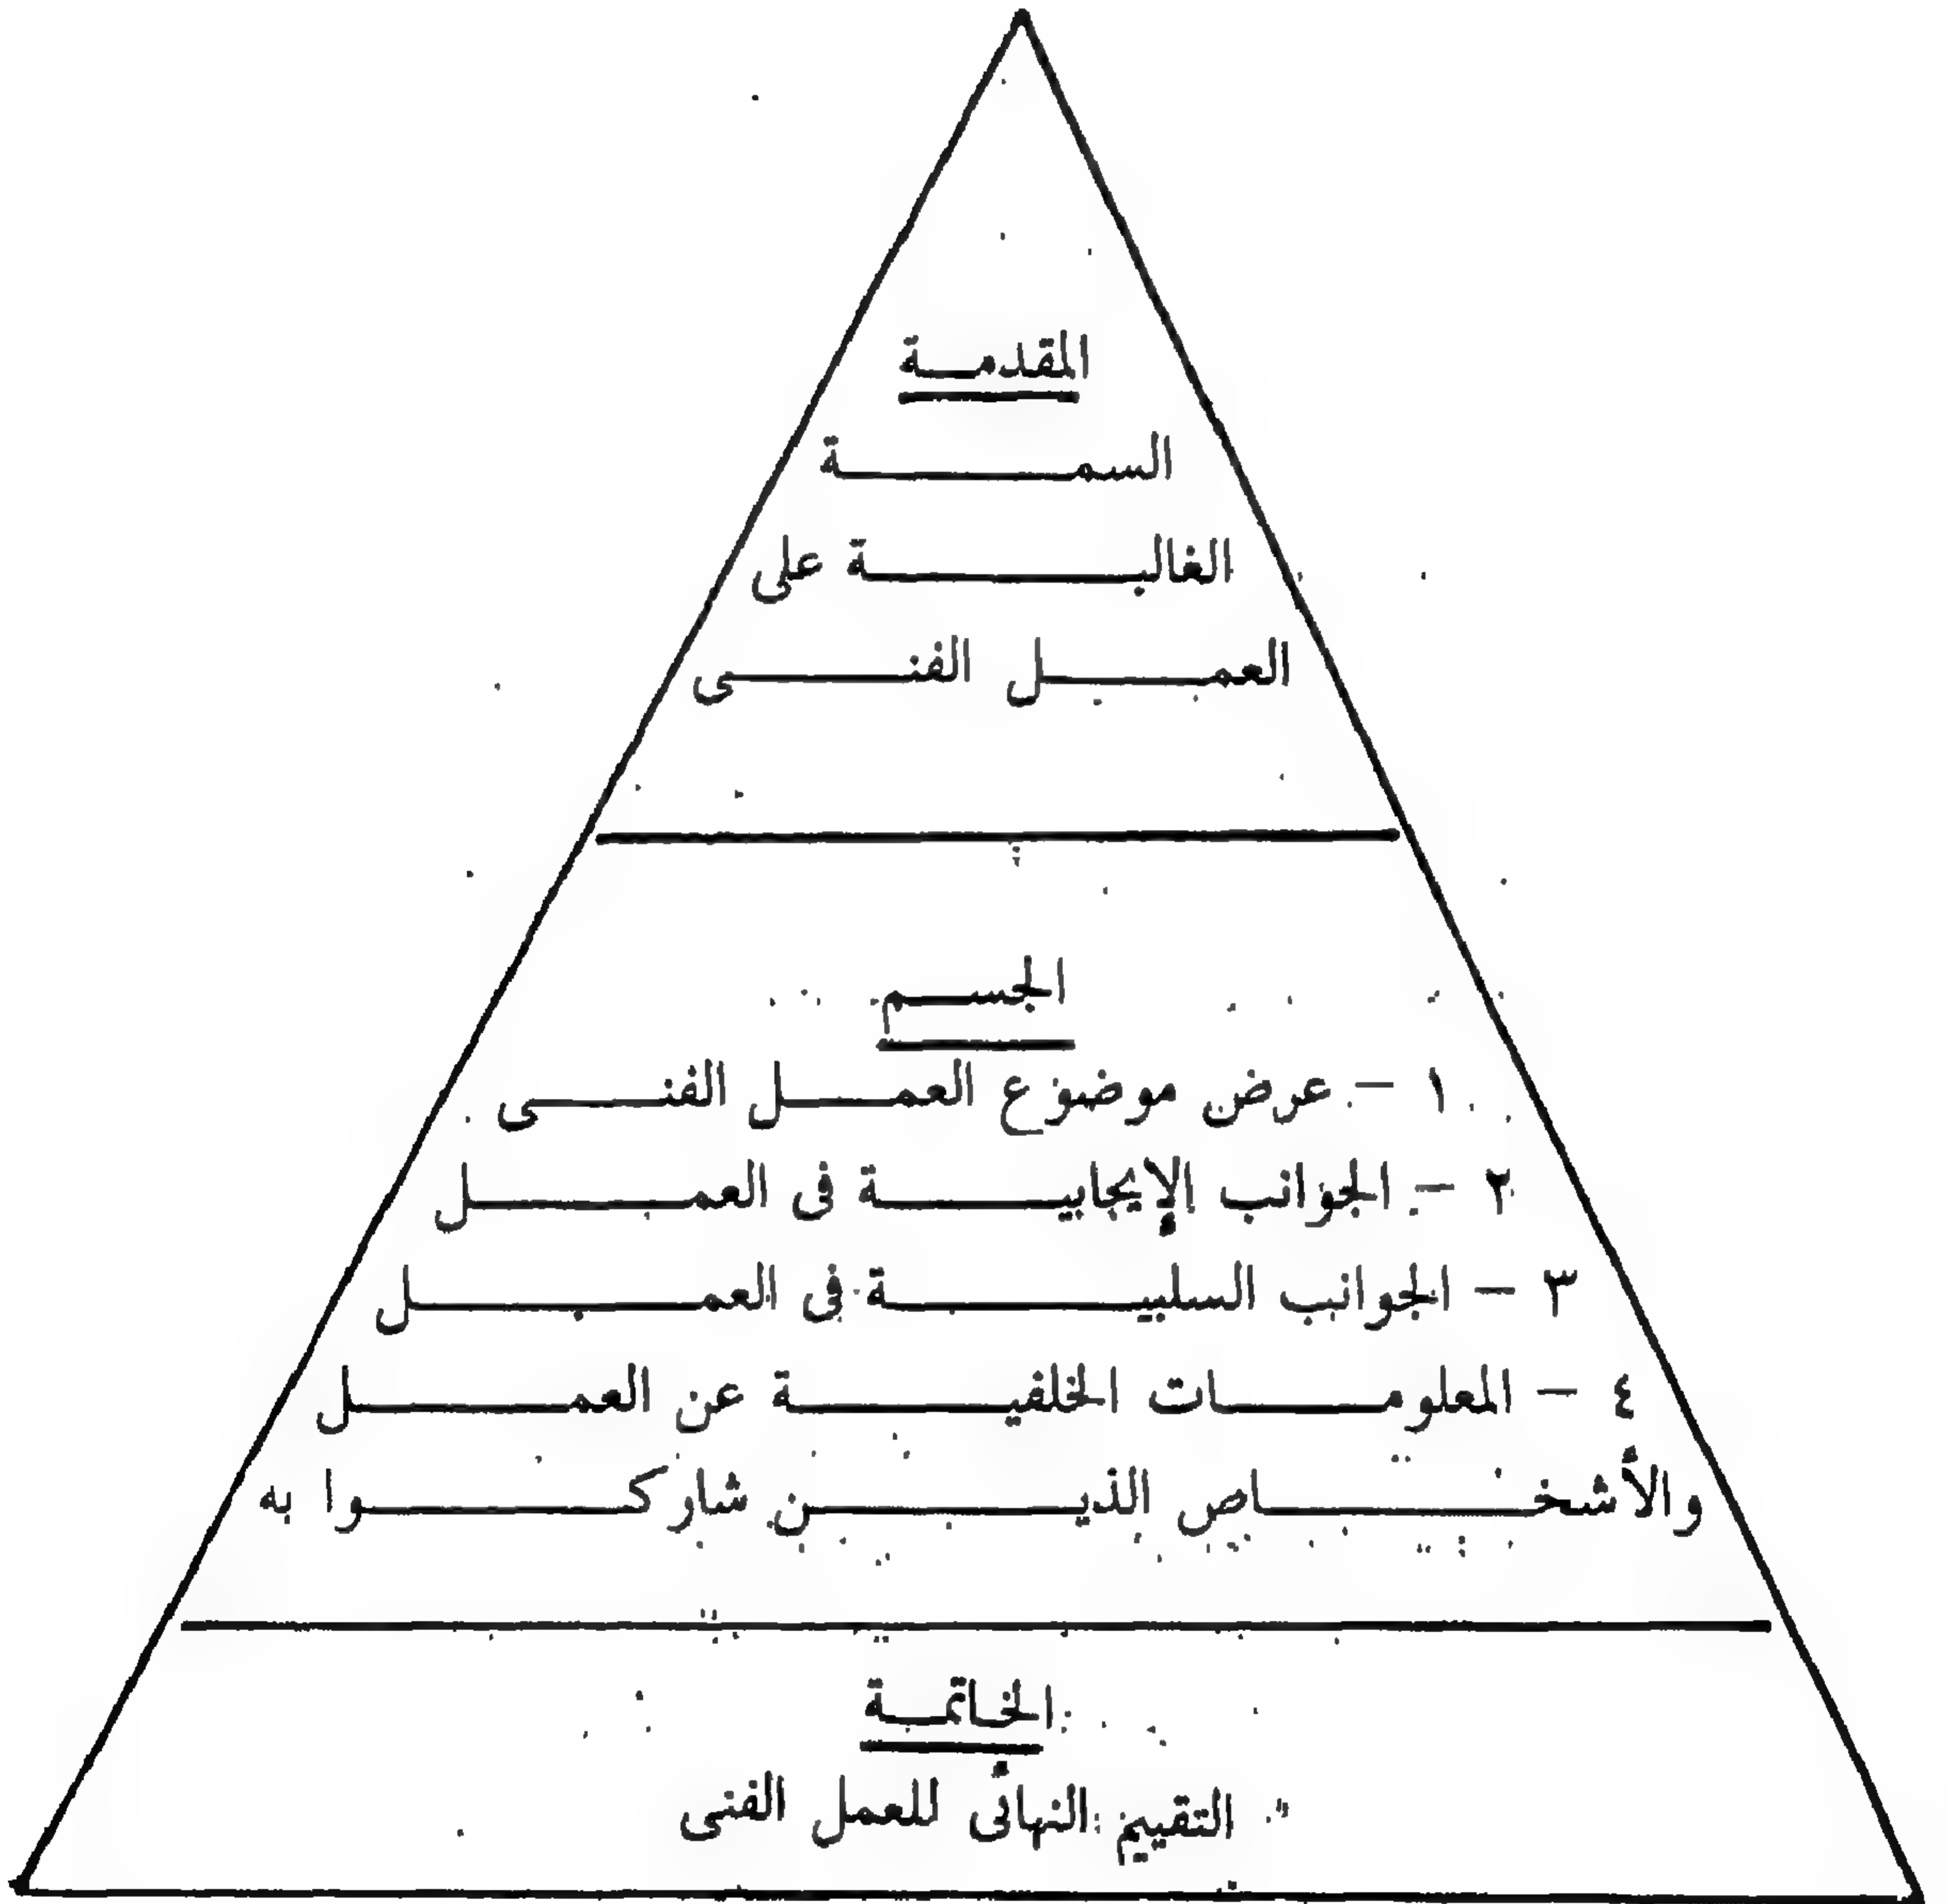 المقدمة
السمة
الغالبة على
العمل الفنى
الجسم
١ - عرض موضوع العمل الفنى
٢ - الجوانب الإيجابية فى العمل
٣ - الجوانب السلبية فى العمل
٤ - المعلومات الخلفية عن العمل
والأشخاص الذين شاركوا به
الخاتمة
التقييم النهائى للعمل الفنى